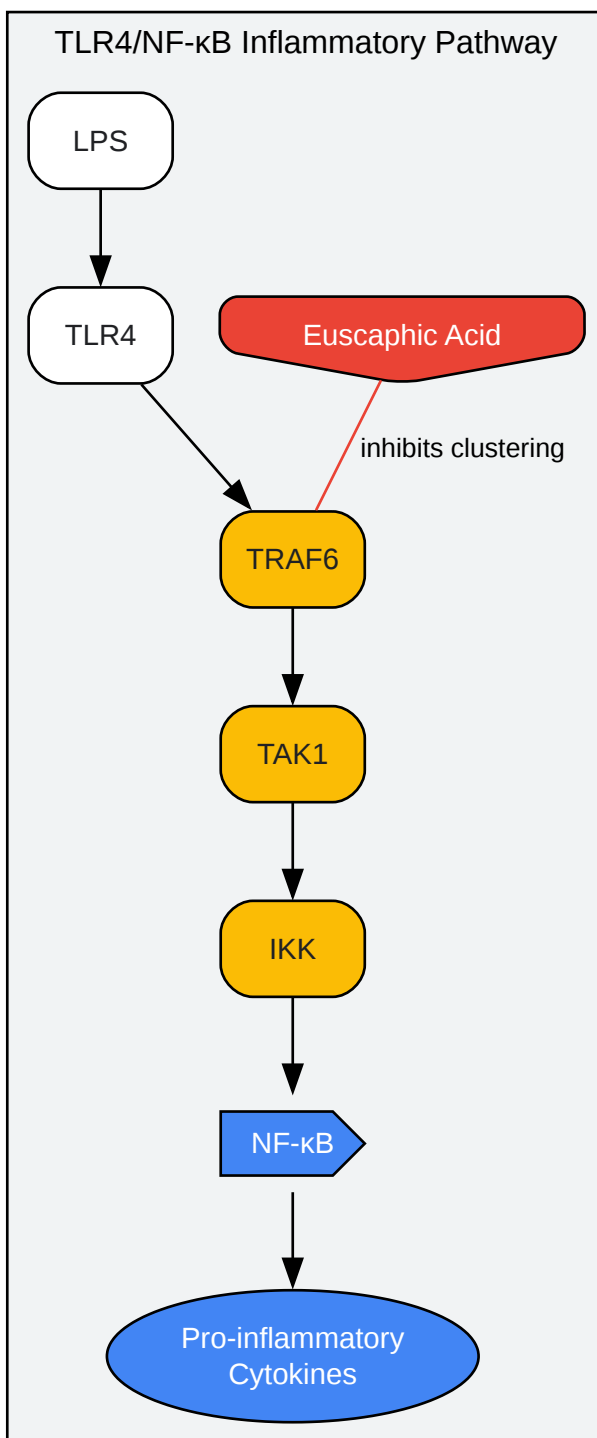 TLR4/NF-κB Inflammatory Pathway
LPS
TLR4
Euscaphic Acid
inhibits clustering
TRAF6
TAK1
IKK
NF-κB
Pro-inflammatory
Cytokines